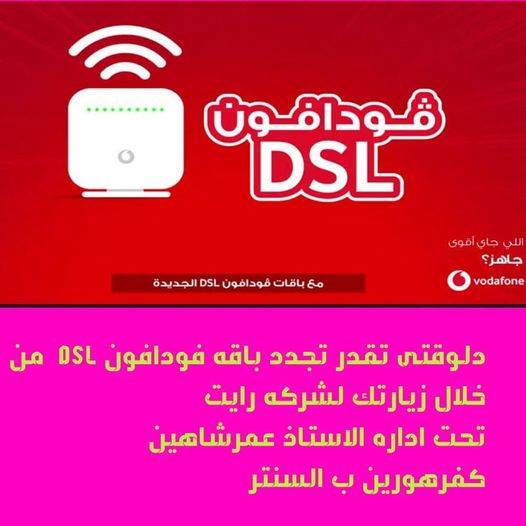 ڤودافون
DSL
اللي جاي أقوى
جاهز؟
vodafone
مع باقات ڤودافون DSL الجديدة
دلوقتى تقدر تجدد باقه فودافون DSL من
خلال زيارتك لشركه رايت
تحت اداره الاستاذ عمرشاهين
كفرهورين ب السنتر